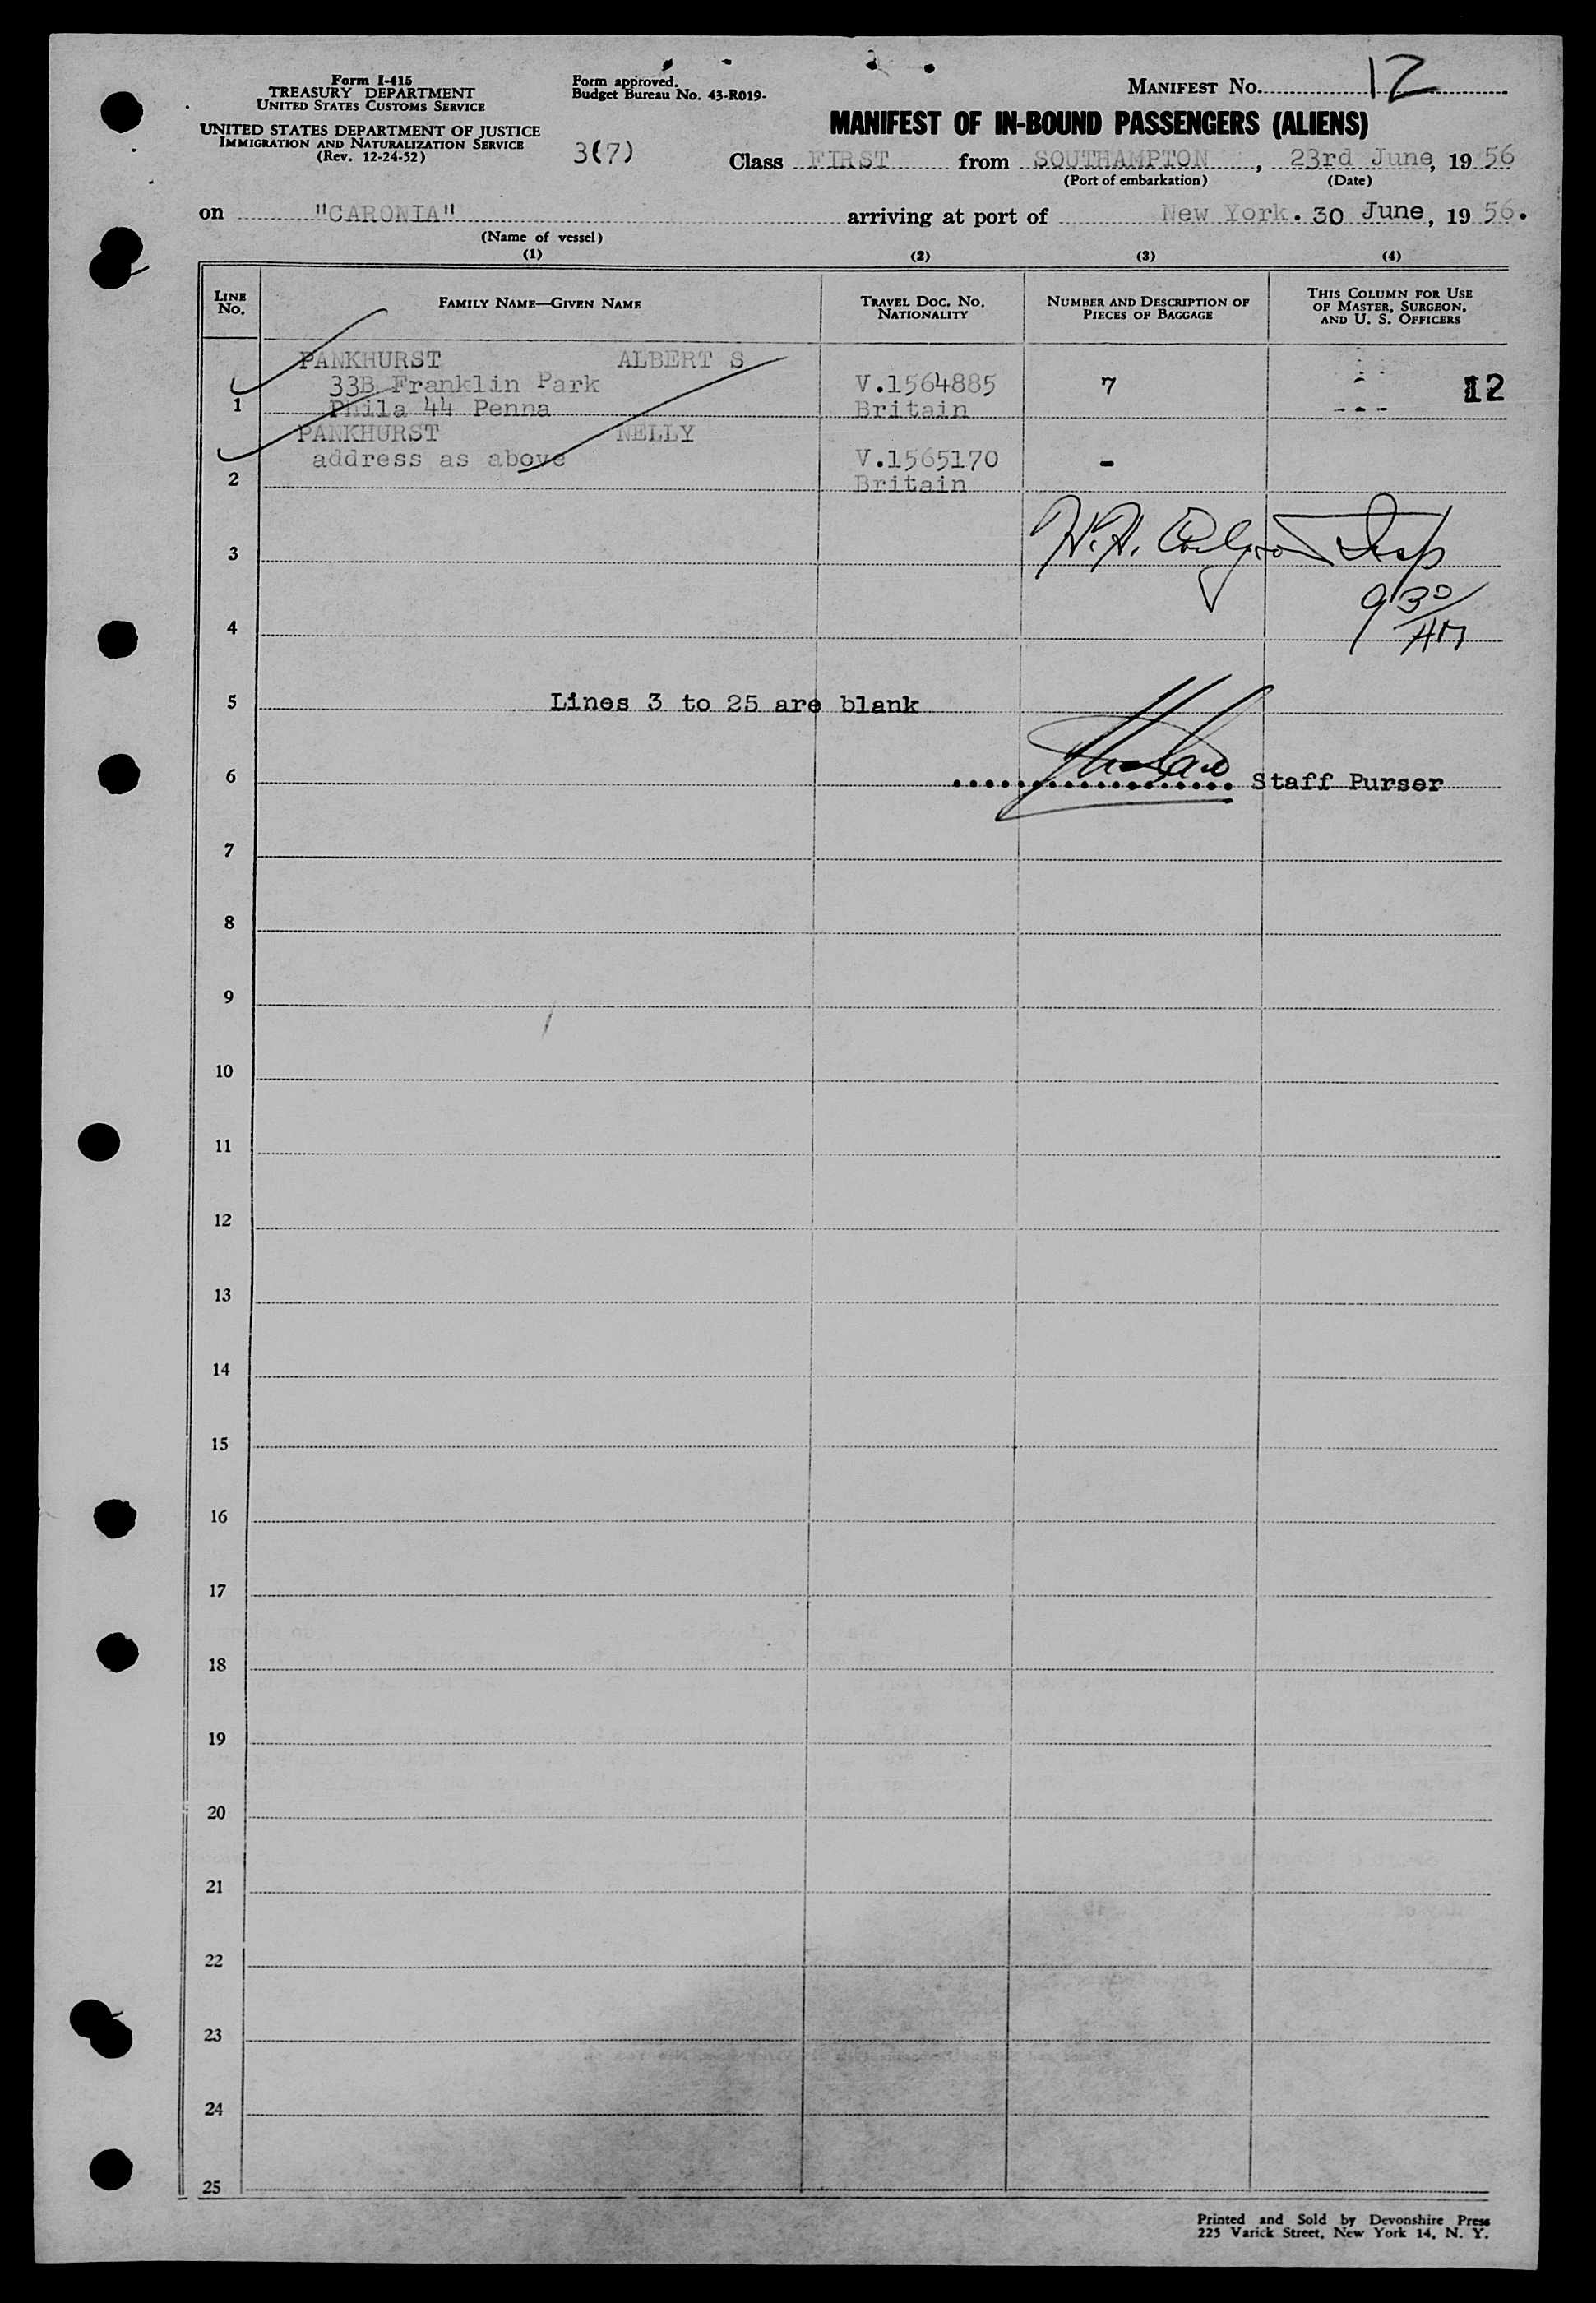 Form I-415
TREASURY DEPARTMENT
UNITED STATES CUSTOMS SERVICE
UNITED STATES DEPARTMENT OF JUSTICE
IMMIGRATION AND NATURALIZATION SERVICE
(Rev. 12-24-52)
Form approved.
Budget Bureau No. 43-R019-
3(7)
MANIFEST No. 12
MANIFEST OF IN-BOUND PASSENGERS (ALIENS)
Class FIRST from SOUTHAMPTON, 23rd June, 19 56
(Port of embarkation) (Date)
on "CARONIA" arriving at port of New York. 30 June, 19 56.
(Name of vessel)
(1) (2) (3) (4)
LINE No. FAMILY NAME—GIVEN NAME TRAVEL DOC. NO. NATIONALITY NUMBER AND DESCRIPTION OF PIECES OF BAGGAGE THIS COLUMN FOR USE OF MASTER, SURGEON, AND U. S. OFFICERS
PANKHURST ALBERT S
33B Franklin Park V.1564885 7 12
1 Phila 44 Penna Britain
PANKHURST NELLY
address as above V.1565170 -
2 Britain
H.H.
3
9 30/AM
4
5 Lines 3 to 25 are blank
6 Staff Purser
7
8
9
10
11
12
13
14
15
16
17
18
19
20
21
22
23
24
25
Printed and Sold by Devonshire Press
225 Varick Street, New York 14, N. Y.